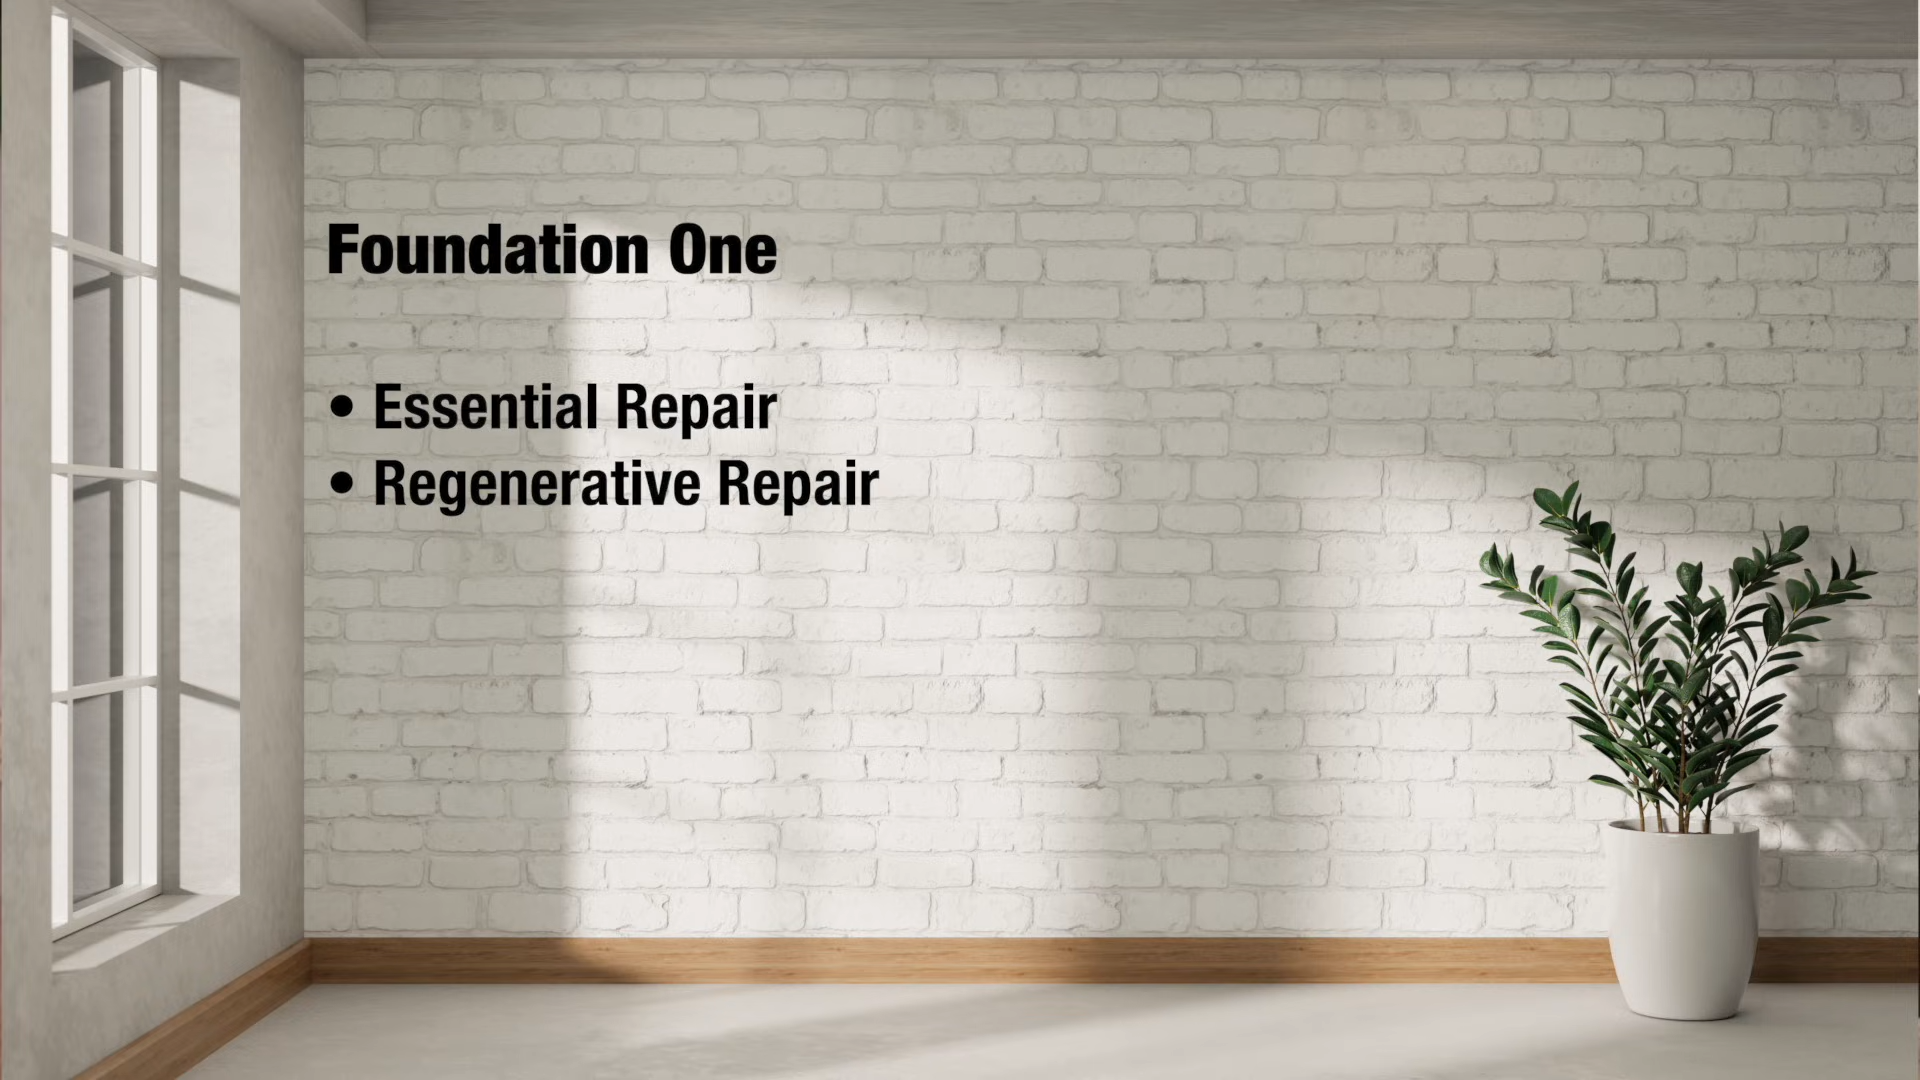 Foundation One
• Essential Repair
• Regenerative Repair